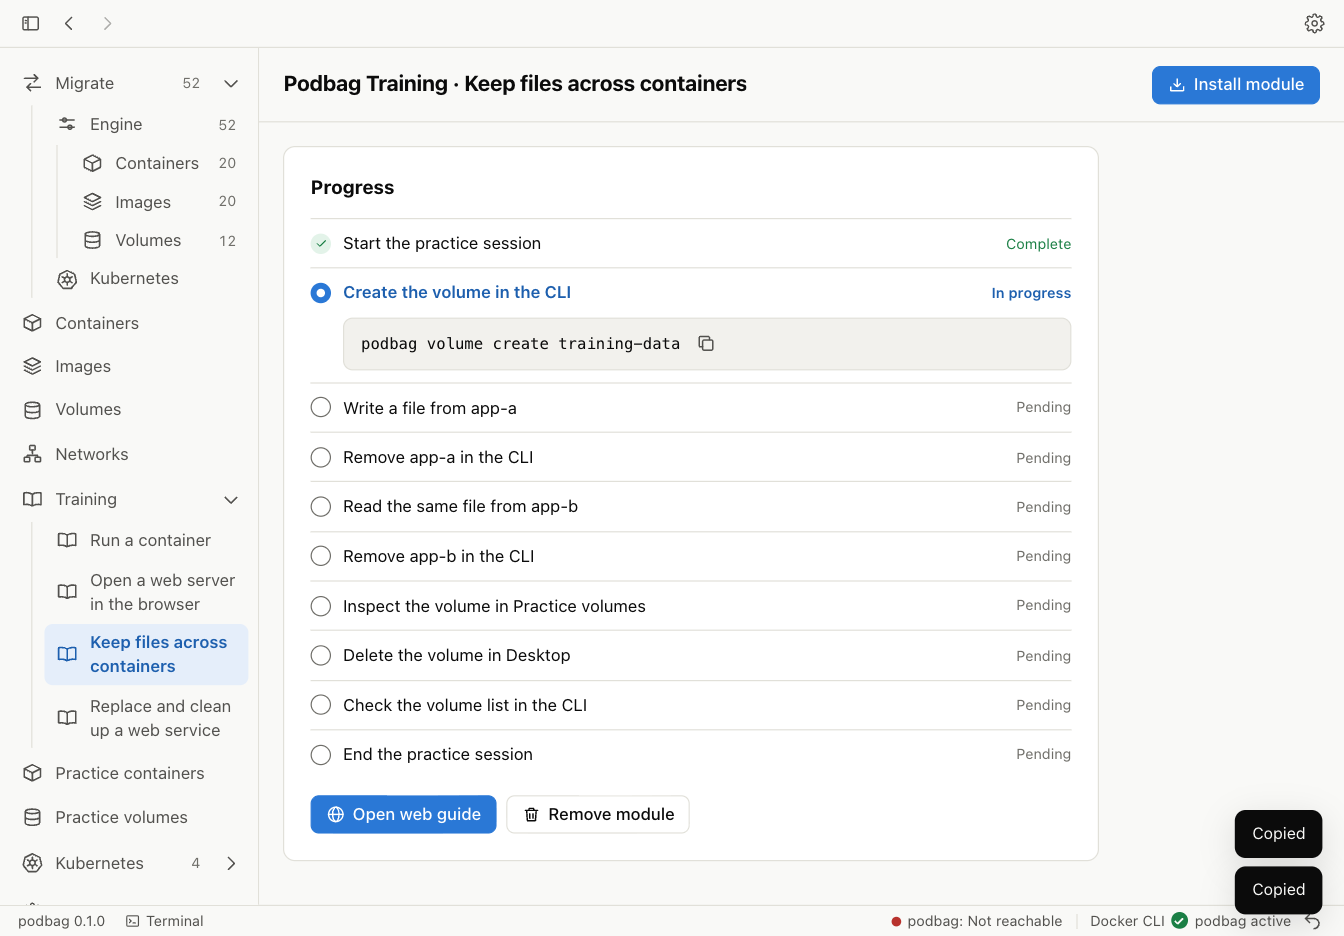 Podbag Training · Keep files across containers
Install module
Migrate 52
Engine 52
Containers 20
Images 20
Volumes 12
Kubernetes
Containers
Images
Volumes
Networks
Training
Run a container
Open a web server
in the browser
Keep files across
containers
Replace and clean
up a web service
Practice containers
Practice volumes
Kubernetes 4
Progress
Start the practice session Complete
Create the volume in the CLI In progress
podbag volume create training-data
Write a file from app-a Pending
Remove app-a in the CLI Pending
Read the same file from app-b Pending
Remove app-b in the CLI Pending
Inspect the volume in Practice volumes Pending
Delete the volume in Desktop Pending
Check the volume list in the CLI Pending
End the practice session Pending
Open web guide Remove module
Copied
Copied
podbag 0.1.0 Terminal podbag: Not reachable Docker CLI podbag active